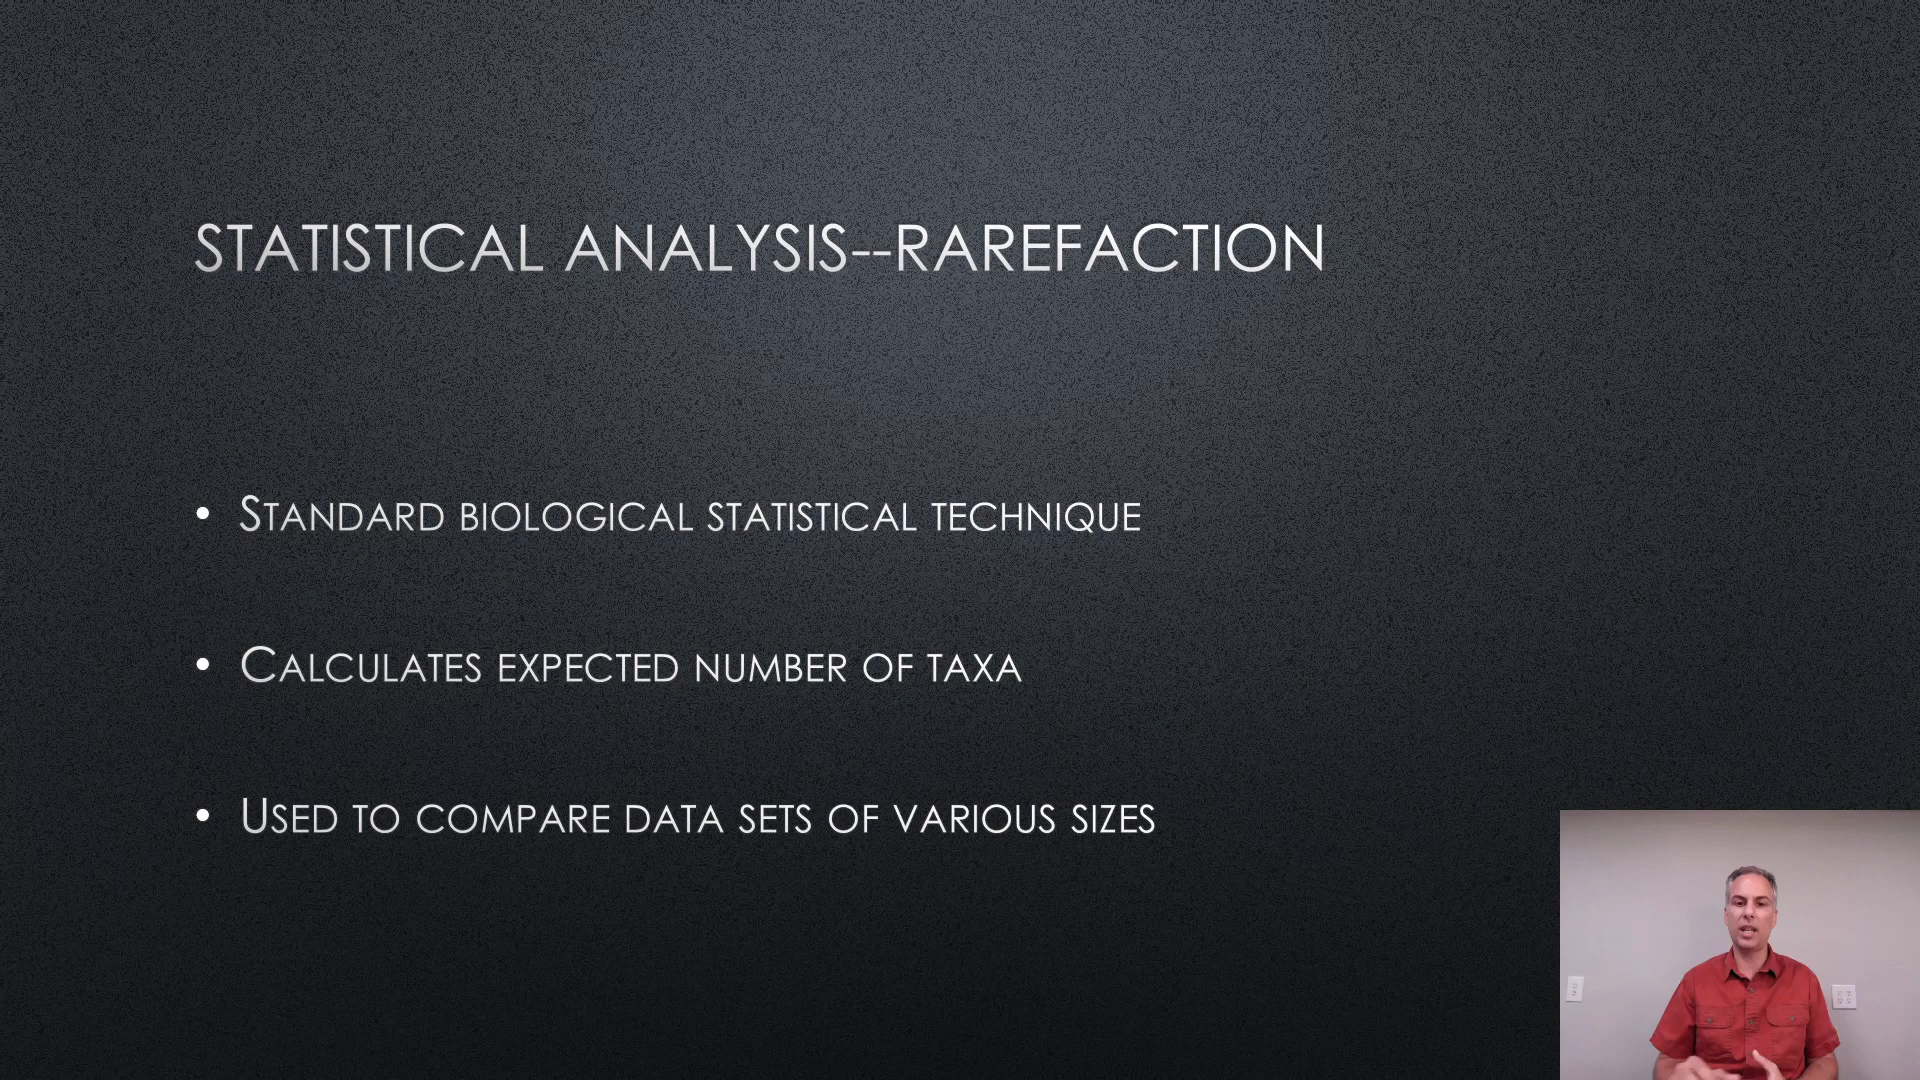 STATISTICAL ANALYSIS--RAREFACTION
• STANDARD BIOLOGICAL STATISTICAL TECHNIQUE
• CALCULATES EXPECTED NUMBER OF TAXA
• USED TO COMPARE DATA SETS OF VARIOUS SIZES